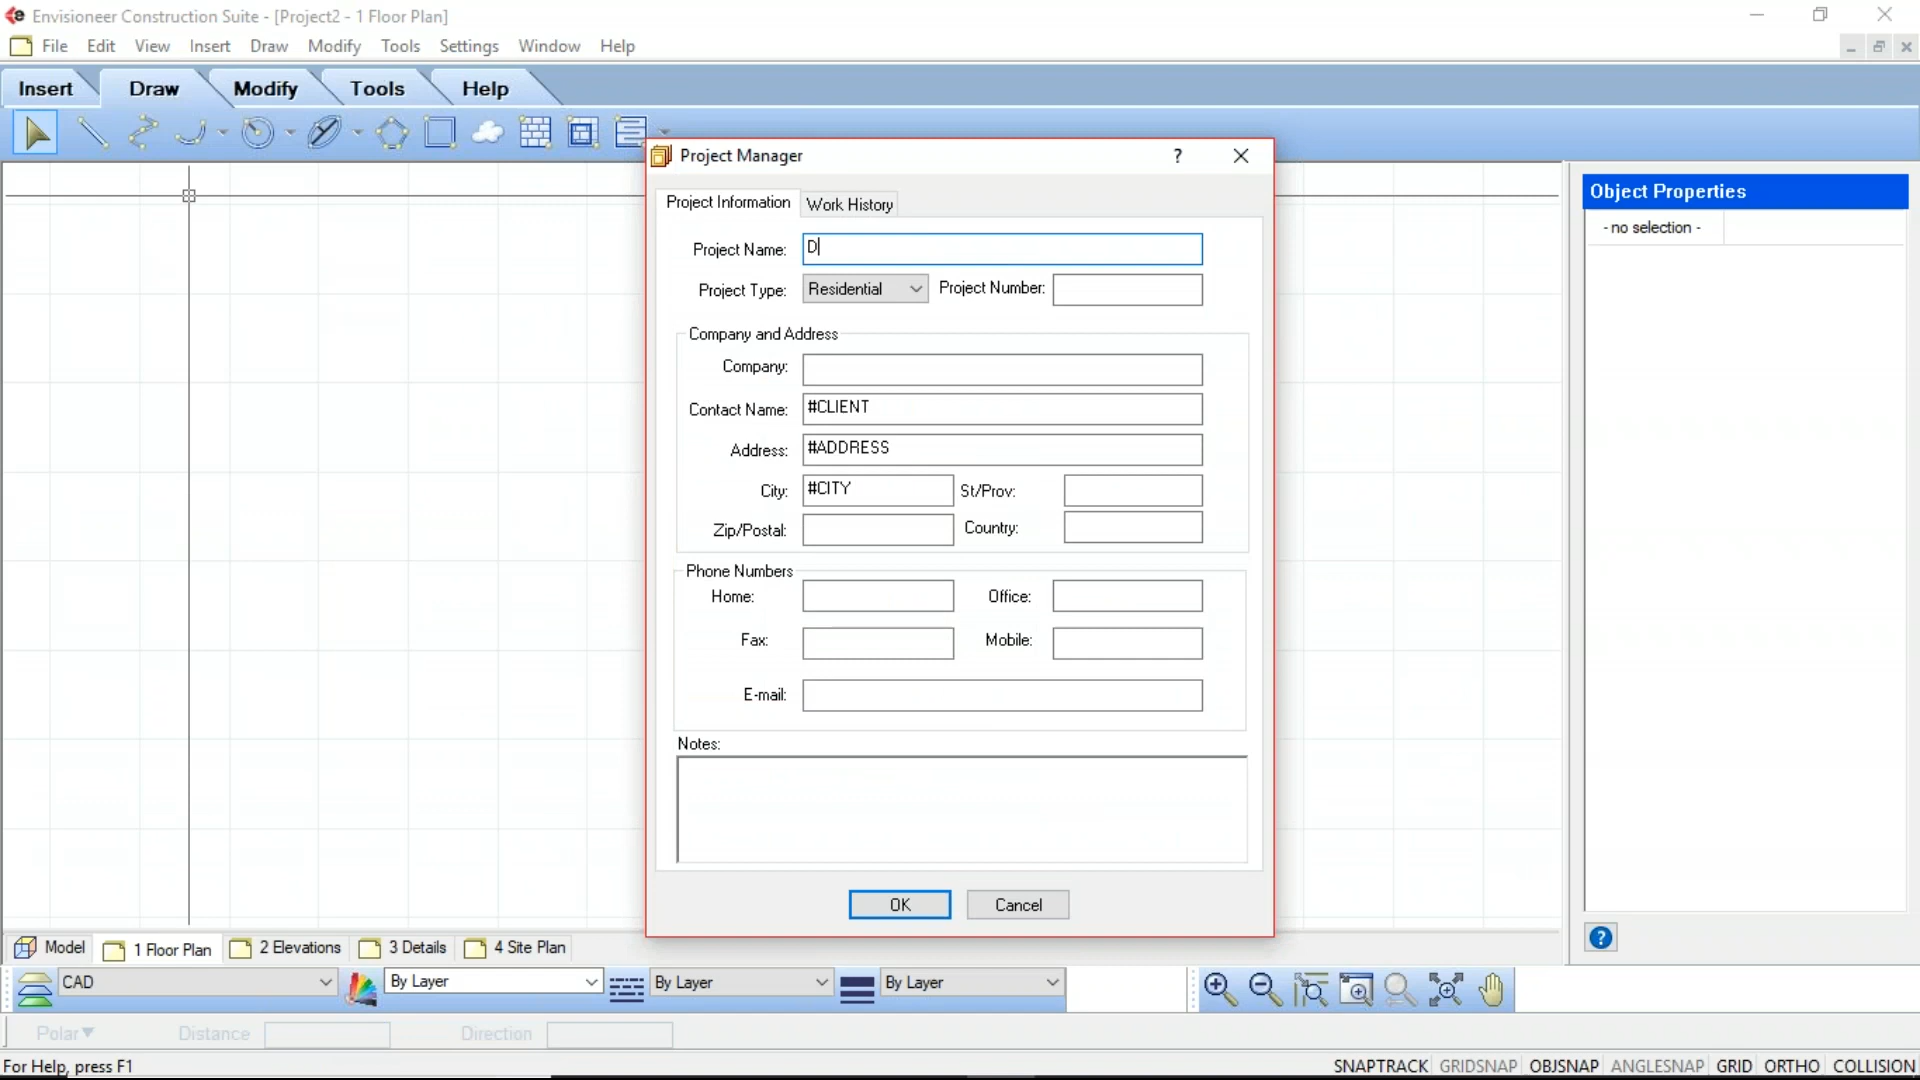 Envisioneer Construction Suite - [Project2 - 1 Floor Plan]
File Edit View Insert Draw Modify Tools Settings Window Help
Insert Draw Modify Tools Help
Project Manager ?
Object Properties
- no selection -
Project Information Work History
Project Name: D
Project Type: Residential Project Number:
Company and Address
Company:
Contact Name: #CLIENT
Address: #ADDRESS
City: #CITY St/Prov:
Zip/Postal: Country:
Phone Numbers
Home: Office:
Fax: Mobile:
E-mail:
Notes:
OK Cancel
?
Model 1 Floor Plan 2 Elevations 3 Details 4 Site Plan
CAD By Layer By Layer By Layer
Polar Distance Direction
For Help, press F1 SNAPTRACK GRIDSNAP OBJSNAP ANGLESNAP GRID ORTHO COLLISION